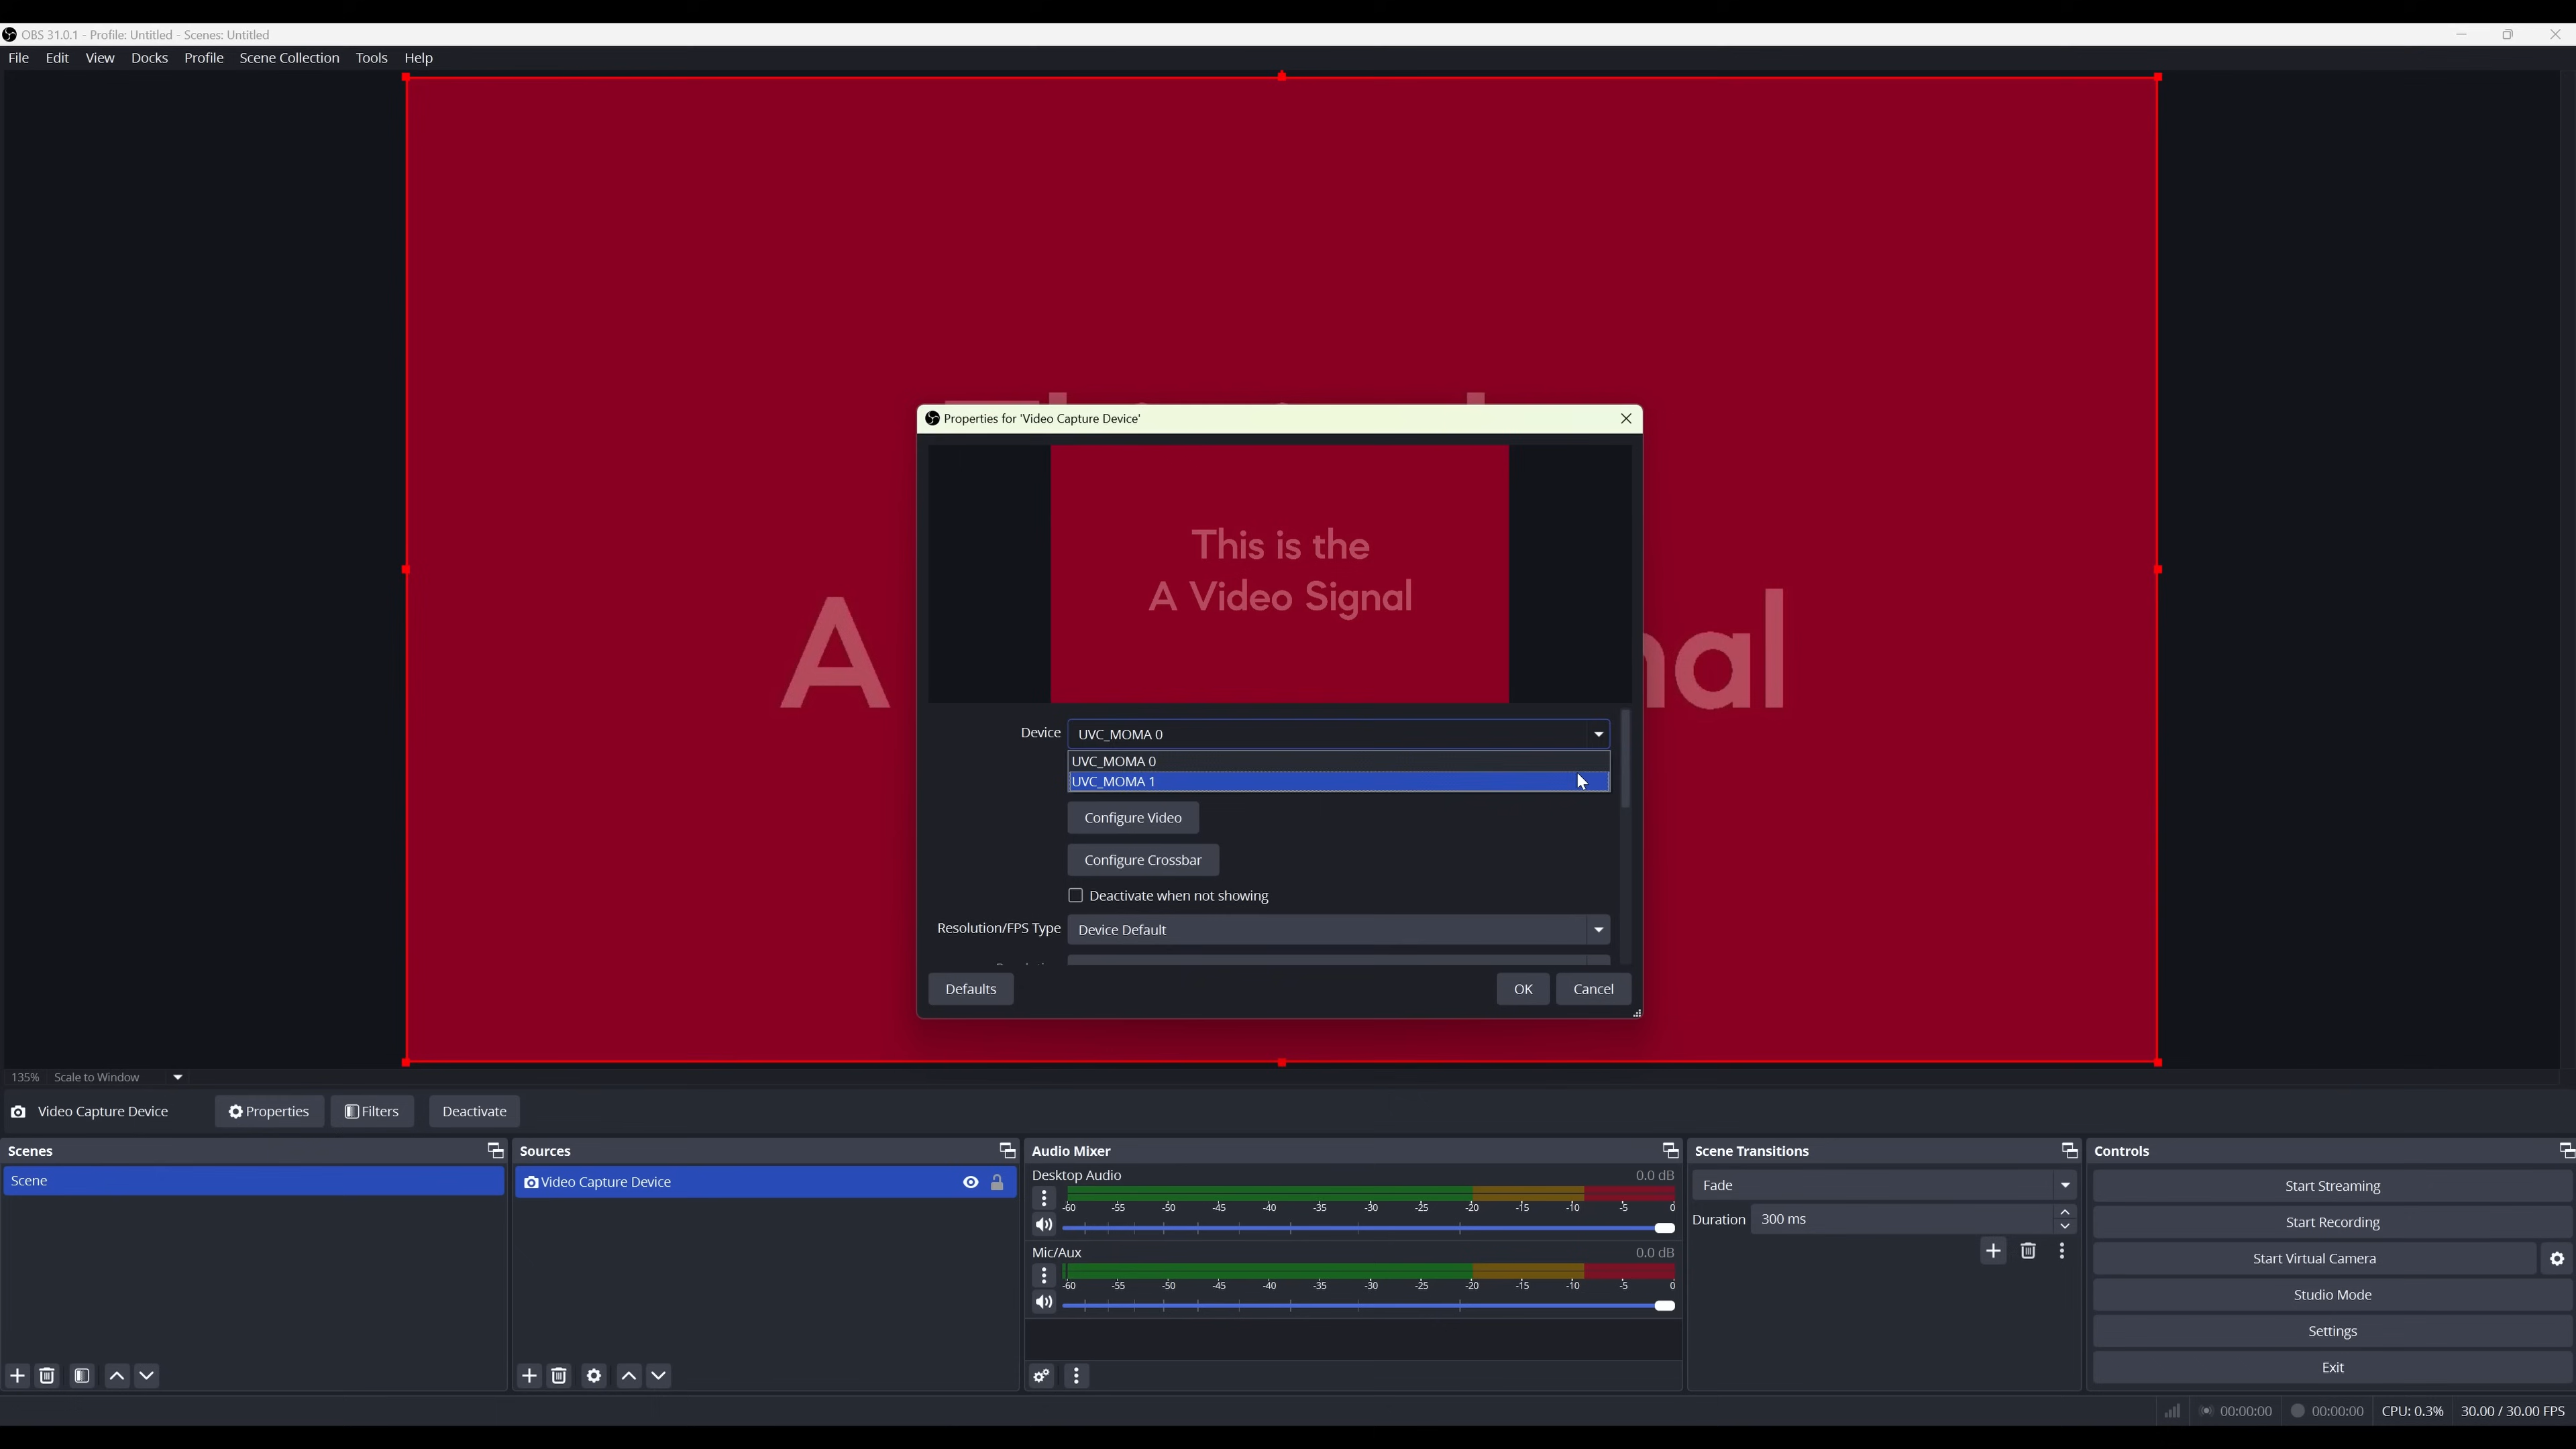 OBS 31.0.1 - Profile: Untitled - Scenes: Untitled
File Edit View Docks Profile Scene Collection Tools Help
Properties for 'Video Capture Device'
This is the
A Video Signal
A
nal
Device UVC_MOMA 0
UVC_MOMA 0
UVC_MOMA 1
Configure Video
Configure Crossbar
Deactivate when not showing
Resolution/FPS Type Device Default
Defaults OK Cancel
135% Scale to Window
Video Capture Device Properties Filters Deactivate
Scenes
Scene
Sources
Video Capture Device
Audio Mixer
Desktop Audio 0.0 dB
-60 -55 -50 -45 -40 -35 -30 -25 -20 -15 -10 -5 0
Mic/Aux 0.0 dB
-60 -55 -50 -45 -40 -35 -30 -25 -20 -15 -10 -5 0
Scene Transitions
Fade
Duration 300 ms
Controls
Start Streaming
Start Recording
Start Virtual Camera
Studio Mode
Settings
Exit
00:00:00 00:00:00 CPU: 0.3% 30.00 / 30.00 FPS